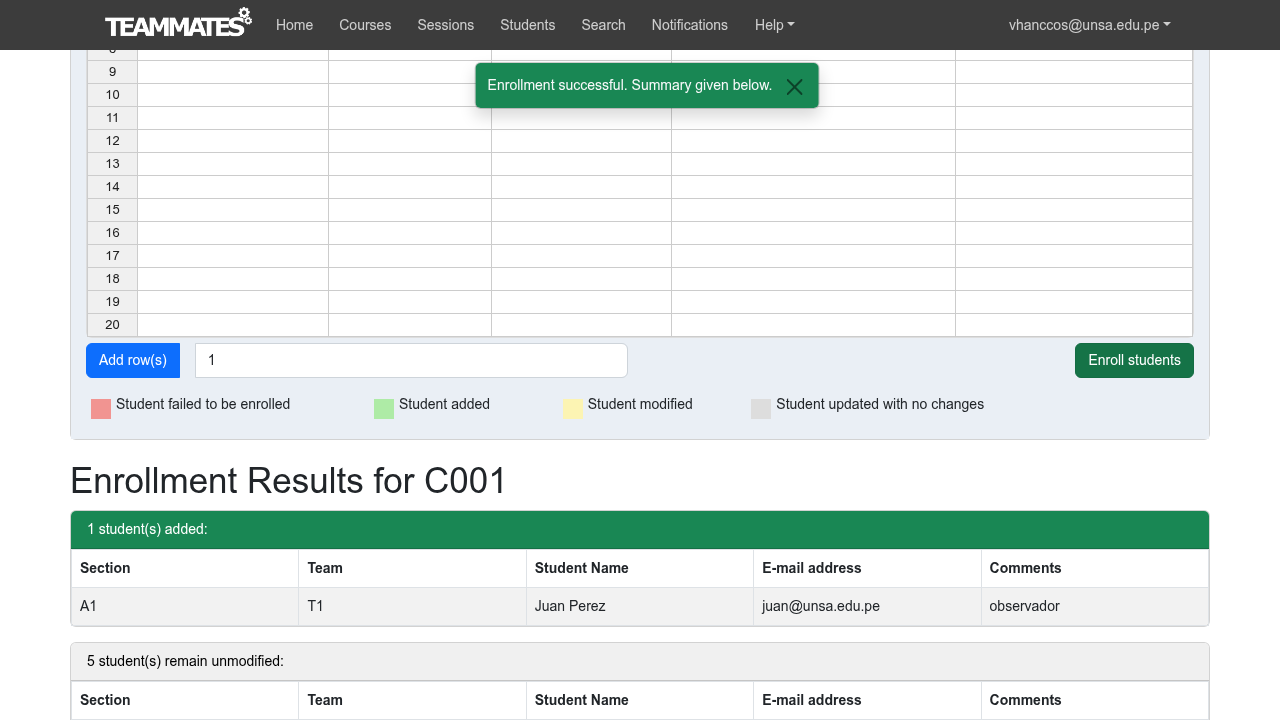 TEAMMATES Home Courses Sessions Students Search Notifications Help vhanccos@unsa.edu.pe
9
Enrollment successful. Summary given below.
10
11
12
13
14
15
16
17
18
19
20
Add row(s) 1 Enroll students
Student failed to be enrolled Student added Student modified Student updated with no changes
Enrollment Results for C001
1 student(s) added:
Section Team Student Name E-mail address Comments
A1 T1 Juan Perez juan@unsa.edu.pe observador
5 student(s) remain unmodified:
Section Team Student Name E-mail address Comments